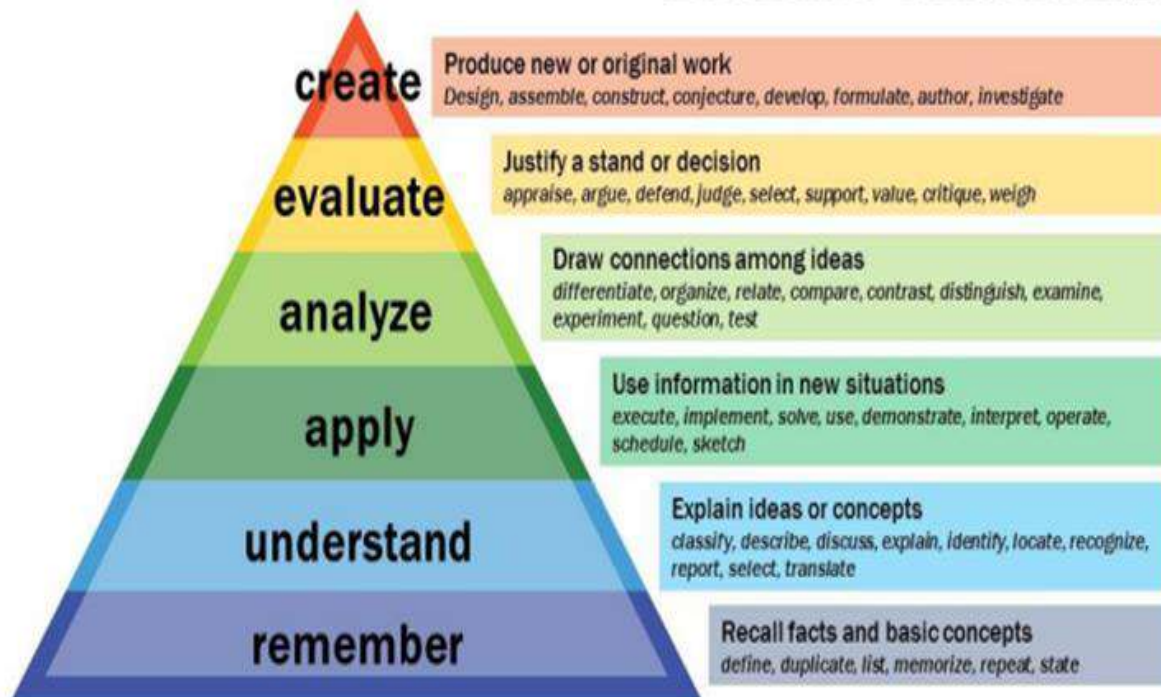 create
Produce new or original work
Design, assemble, construct, conjecture, develop, formulate, author, investigate
evaluate
Justify a stand or decision
appraise, argue, defend, judge, select, support, value, critique, weigh
analyze
Draw connections among ideas
differentiate, organize, relate, compare, contrast, distinguish, examine,
experiment, question, test
apply
Use information in new situations
execute, implement, solve, use, demonstrate, interpret, operate,
schedule, sketch
understand
Explain ideas or concepts
classify, describe, discuss, explain, identify, locate, recognize,
report, select, translate
remember
Recall facts and basic concepts
define, duplicate, list, memorize, repeat, state